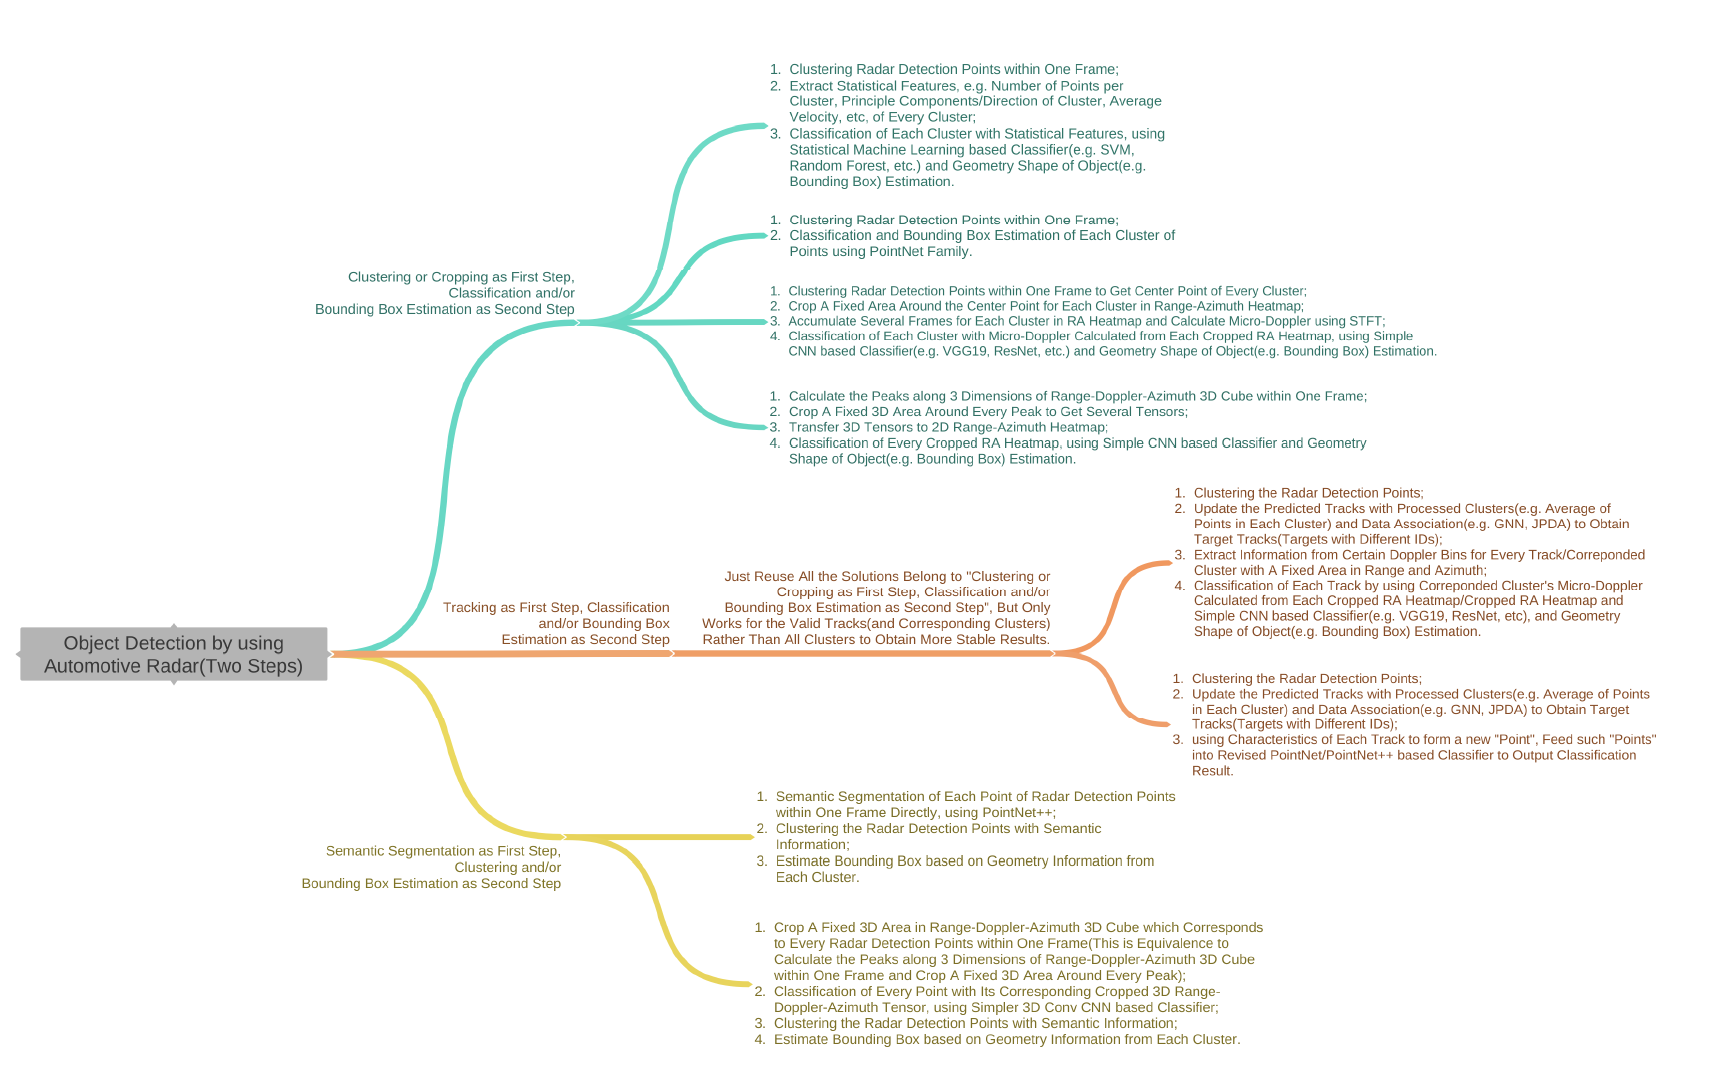 Object Detection by using
Automotive Radar(Two Steps)
Clustering or Cropping as First Step,
Classification and/or
Bounding Box Estimation as Second Step
1. Clustering Radar Detection Points within One Frame;
2. Extract Statistical Features, e.g. Number of Points per
Cluster, Principle Components/Direction of Cluster, Average
Velocity, etc, of Every Cluster;
3. Classification of Each Cluster with Statistical Features, using
Statistical Machine Learning based Classifier(e.g. SVM,
Random Forest, etc.) and Geometry Shape of Object(e.g.
Bounding Box) Estimation.
1. Clustering Radar Detection Points within One Frame;
2. Classification and Bounding Box Estimation of Each Cluster of
Points using PointNet Family.
1. Clustering Radar Detection Points within One Frame to Get Center Point of Every Cluster;
2. Crop A Fixed Area Around the Center Point for Each Cluster in Range-Azimuth Heatmap;
3. Accumulate Several Frames for Each Cluster in RA Heatmap and Calculate Micro-Doppler using STFT;
4. Classification of Each Cluster with Micro-Doppler Calculated from Each Cropped RA Heatmap, using Simple
CNN based Classifier(e.g. VGG19, ResNet, etc.) and Geometry Shape of Object(e.g. Bounding Box) Estimation.
1. Calculate the Peaks along 3 Dimensions of Range-Doppler-Azimuth 3D Cube within One Frame;
2. Crop A Fixed 3D Area Around Every Peak to Get Several Tensors;
3. Transfer 3D Tensors to 2D Range-Azimuth Heatmap;
4. Classification of Every Cropped RA Heatmap, using Simple CNN based Classifier and Geometry
Shape of Object(e.g. Bounding Box) Estimation.
Tracking as First Step, Classification
and/or Bounding Box
Estimation as Second Step
Just Reuse All the Solutions Belong to "Clustering or
Cropping as First Step, Classification and/or
Bounding Box Estimation as Second Step", But Only
Works for the Valid Tracks(and Corresponding Clusters)
Rather Than All Clusters to Obtain More Stable Results.
1. Clustering the Radar Detection Points;
2. Update the Predicted Tracks with Processed Clusters(e.g. Average of
Points in Each Cluster) and Data Association(e.g. GNN, JPDA) to Obtain
Target Tracks(Targets with Different IDs);
3. Extract Information from Certain Doppler Bins for Every Track/Correponded
Cluster with A Fixed Area in Range and Azimuth;
4. Classification of Each Track by using Correponded Cluster's Micro-Doppler
Calculated from Each Cropped RA Heatmap/Cropped RA Heatmap and
Simple CNN based Classifier(e.g. VGG19, ResNet, etc), and Geometry
Shape of Object(e.g. Bounding Box) Estimation.
1. Clustering the Radar Detection Points;
2. Update the Predicted Tracks with Processed Clusters(e.g. Average of Points
in Each Cluster) and Data Association(e.g. GNN, JPDA) to Obtain Target
Tracks(Targets with Different IDs);
3. using Characteristics of Each Track to form a new "Point", Feed such "Points"
into Revised PointNet/PointNet++ based Classifier to Output Classification
Result.
Semantic Segmentation as First Step,
Clustering and/or
Bounding Box Estimation as Second Step
1. Semantic Segmentation of Each Point of Radar Detection Points
within One Frame Directly, using PointNet++;
2. Clustering the Radar Detection Points with Semantic
Information;
3. Estimate Bounding Box based on Geometry Information from
Each Cluster.
1. Crop A Fixed 3D Area in Range-Doppler-Azimuth 3D Cube which Corresponds
to Every Radar Detection Points within One Frame(This is Equivalence to
Calculate the Peaks along 3 Dimensions of Range-Doppler-Azimuth 3D Cube
within One Frame and Crop A Fixed 3D Area Around Every Peak);
2. Classification of Every Point with Its Corresponding Cropped 3D Range-
Doppler-Azimuth Tensor, using Simpler 3D Conv CNN based Classifier;
3. Clustering the Radar Detection Points with Semantic Information;
4. Estimate Bounding Box based on Geometry Information from Each Cluster.